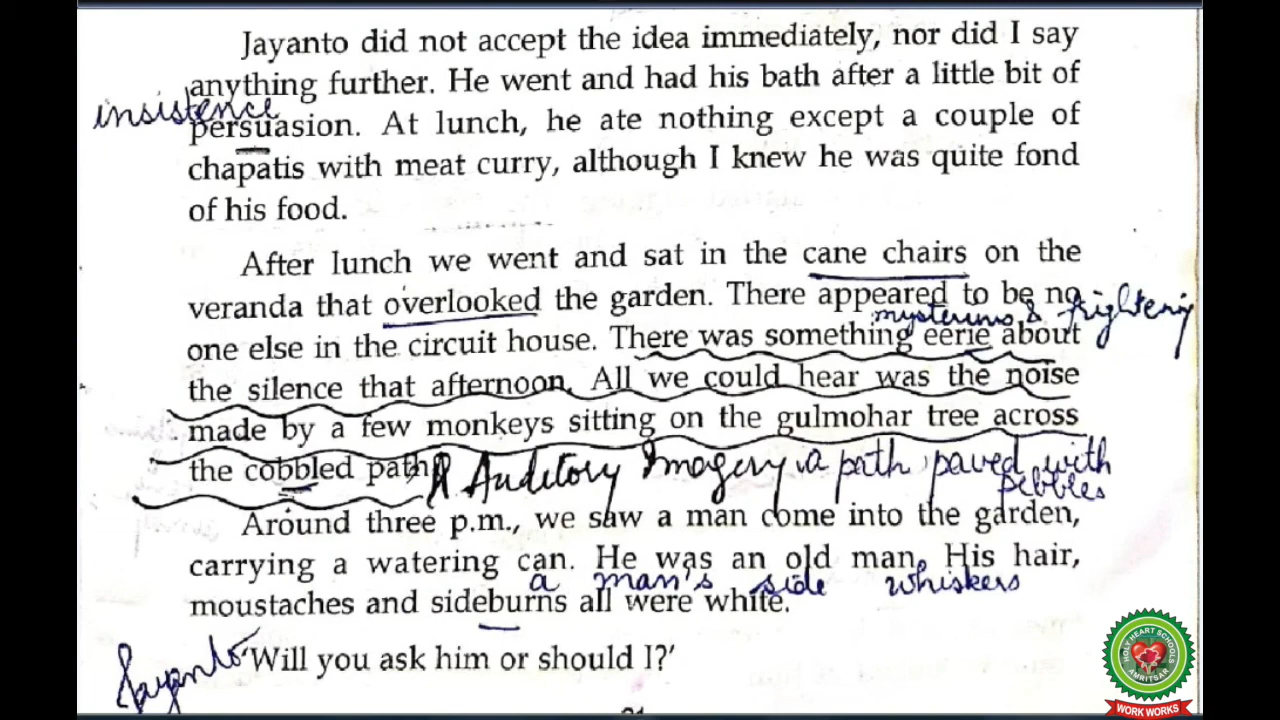 Jayanto did not accept the idea immediately, nor did I say
anything further. He went and had his bath after a little bit of
insistence
persuasion. At lunch, he ate nothing except a couple of
chapatis with meat curry, although I knew he was quite fond
of his food.
After lunch we went and sat in the cane chairs on the
veranda that overlooked the garden. There appeared to be no
mysterious & frightening
one else in the circuit house. There was something eerie about
the silence that afternoon. All we could hear was the noise
made by a few monkeys sitting on the gulmohar tree across
the cobbled path. Auditory Imagery a path paved with
pebbles
Around three p.m., we saw a man come into the garden,
carrying a watering can. He was an old man. His hair,
a man's side whiskers
moustaches and sideburns all were white.
Jayanto 'Will you ask him or should I?'
HOLY HEART SCHOOLS
AMRITSAR
WORK WORKS